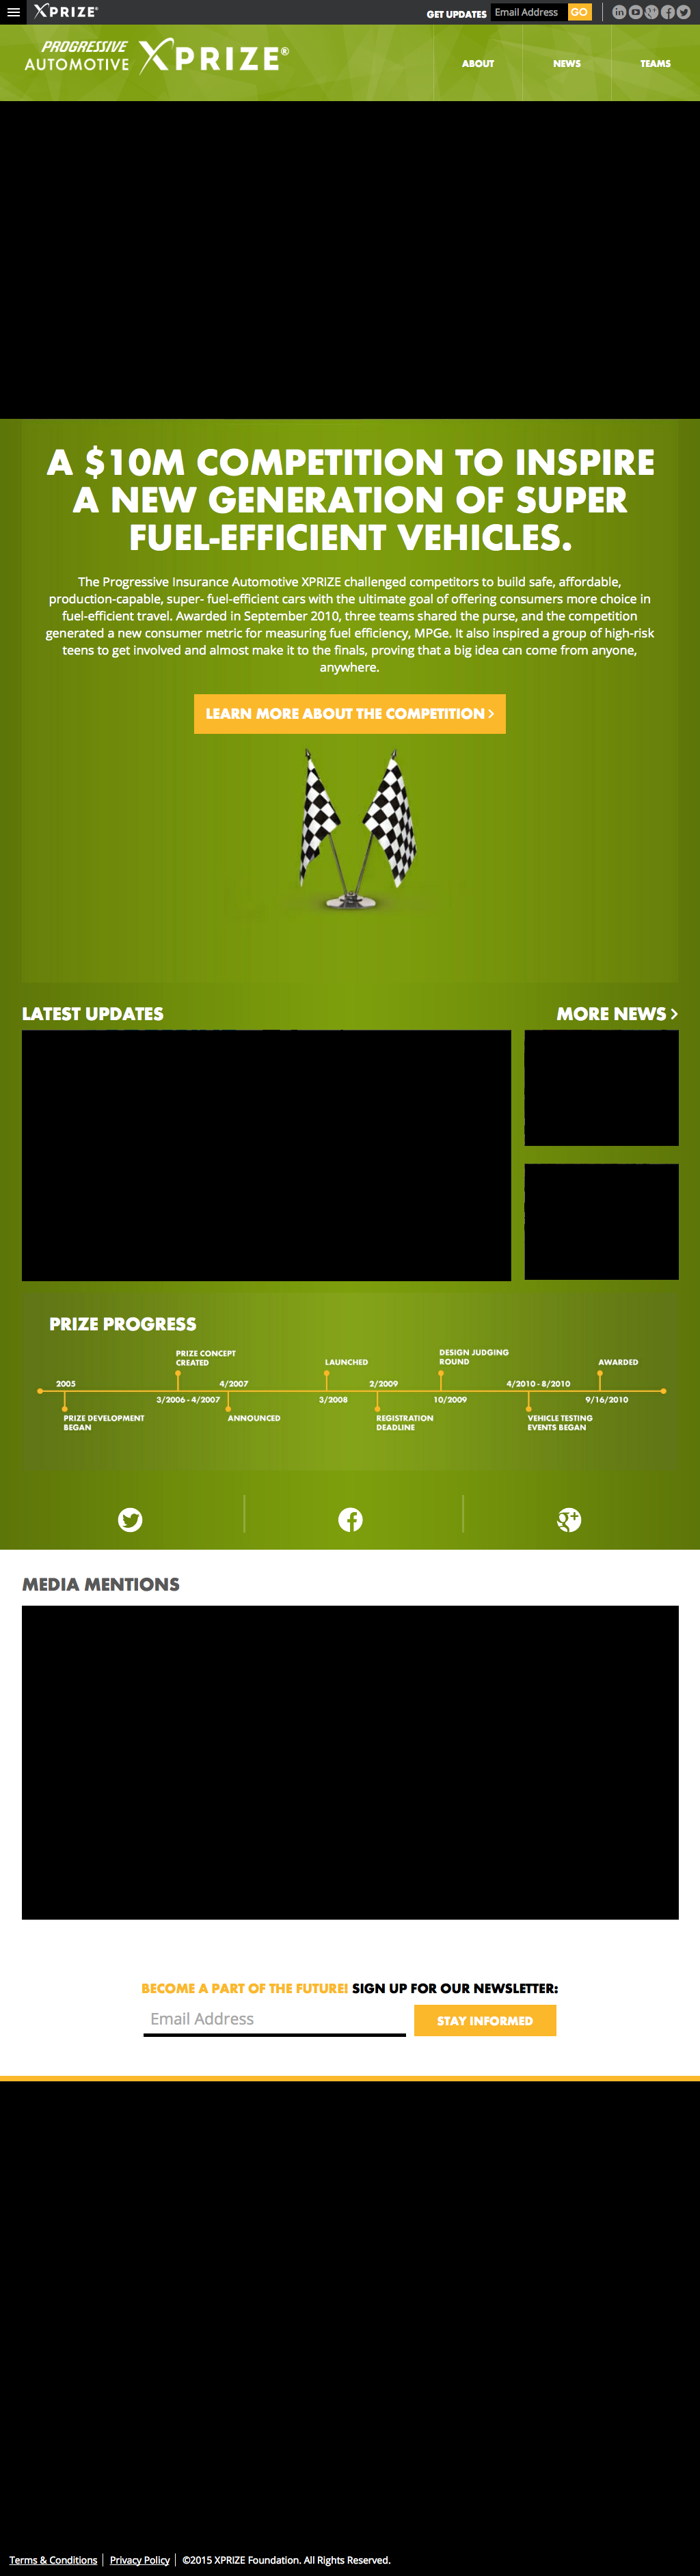 XPRIZE®
GET UPDATES Email Address GO
PROGRESSIVE
AUTOMOTIVE XPRIZE®
ABOUT NEWS TEAMS
A $10M COMPETITION TO INSPIRE
A NEW GENERATION OF SUPER
FUEL-EFFICIENT VEHICLES.
The Progressive Insurance Automotive XPRIZE challenged competitors to build safe, affordable,
production-capable, super- fuel-efficient cars with the ultimate goal of offering consumers more choice in
fuel-efficient travel. Awarded in September 2010, three teams shared the purse, and the competition
generated a new consumer metric for measuring fuel efficiency, MPGe. It also inspired a group of high-risk
teens to get involved and almost make it to the finals, proving that a big idea can come from anyone,
anywhere.
LEARN MORE ABOUT THE COMPETITION >
LATEST UPDATES
MORE NEWS >
PRIZE PROGRESS
2005
PRIZE DEVELOPMENT
BEGAN
PRIZE CONCEPT
CREATED
3/2006 - 4/2007
4/2007
ANNOUNCED
LAUNCHED
3/2008
2/2009
REGISTRATION
DEADLINE
DESIGN JUDGING
ROUND
10/2009
4/2010 - 8/2010
VEHICLE TESTING
EVENTS BEGAN
AWARDED
9/16/2010
MEDIA MENTIONS
BECOME A PART OF THE FUTURE! SIGN UP FOR OUR NEWSLETTER:
Email Address
STAY INFORMED
Terms & Conditions | Privacy Policy | ©2015 XPRIZE Foundation. All Rights Reserved.